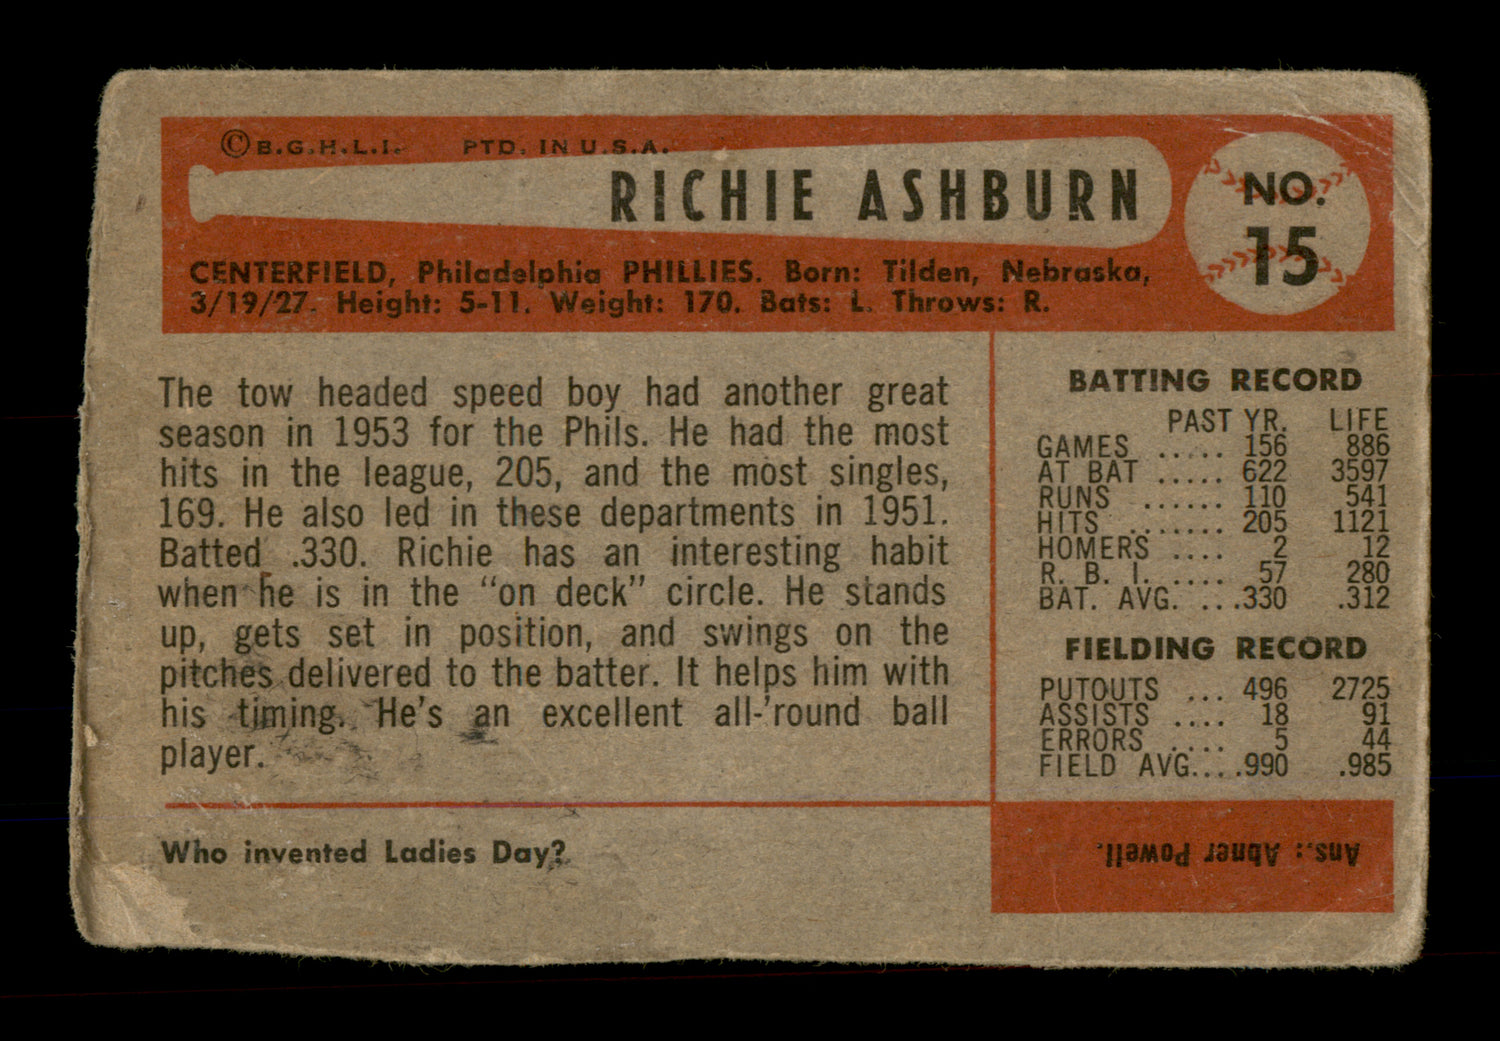 ©B.G.H.L.I. PTD. IN U.S.A.
RICHIE ASHBURN
NO.
15
CENTERFIELD, Philadelphia PHILLIES. Born: Tilden, Nebraska,
3/19/27. Height: 5-11. Weight: 170. Bats: L. Throws: R.
The tow headed speed boy had another great
season in 1953 for the Phils. He had the most
hits in the league, 205, and the most singles,
169. He also led in these departments in 1951.
Batted .330. Richie has an interesting habit
when he is in the "on deck" circle. He stands
up, gets set in position, and swings on the
pitches delivered to the batter. It helps him with
his timing. He's an excellent all-'round ball
player.
BATTING RECORD
PAST YR. LIFE
GAMES ..... 156 886
AT BAT ..... 622 3597
RUNS ...... 110 541
HITS ....... 205 1121
HOMERS .... 2 12
R. B. I. .... 57 280
BAT. AVG. ...330 .312
FIELDING RECORD
PUTOUTS ... 496 2725
ASSISTS .... 18 91
ERRORS .... 5 44
FIELD AVG....990 .985
Who invented Ladies Day?
Ans.: Abner Powell.